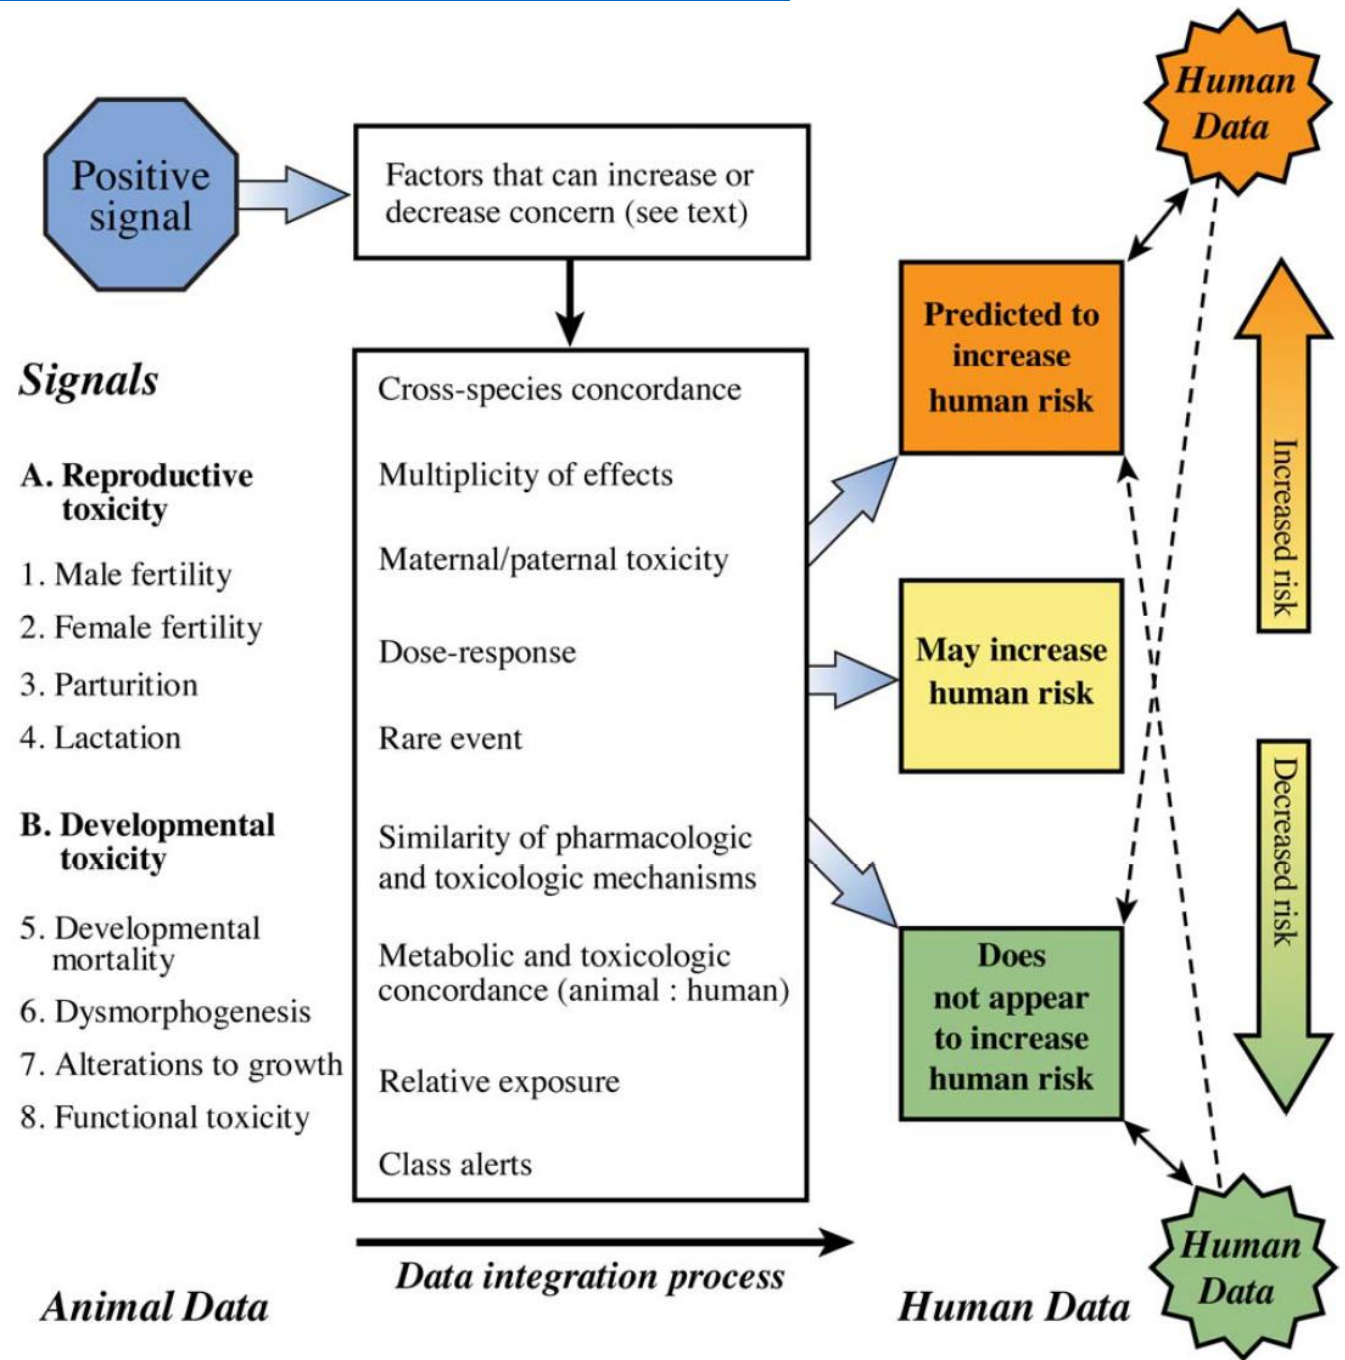 Positive
signal
Factors that can increase or
decrease concern (see text)
Signals
A. Reproductive
toxicity
1. Male fertility
2. Female fertility
3. Parturition
4. Lactation
B. Developmental
toxicity
5. Developmental
mortality
6. Dysmorphogenesis
7. Alterations to growth
8. Functional toxicity
Animal Data
Cross-species concordance
Multiplicity of effects
Maternal/paternal toxicity
Dose-response
Rare event
Similarity of pharmacologic
and toxicologic mechanisms
Metabolic and toxicologic
concordance (animal : human)
Relative exposure
Class alerts
Data integration process
Human
Data
Predicted to
increase
human risk
May increase
human risk
Does
not appear
to increase
human risk
Increased risk
Decreased risk
Human Data
Human
Data